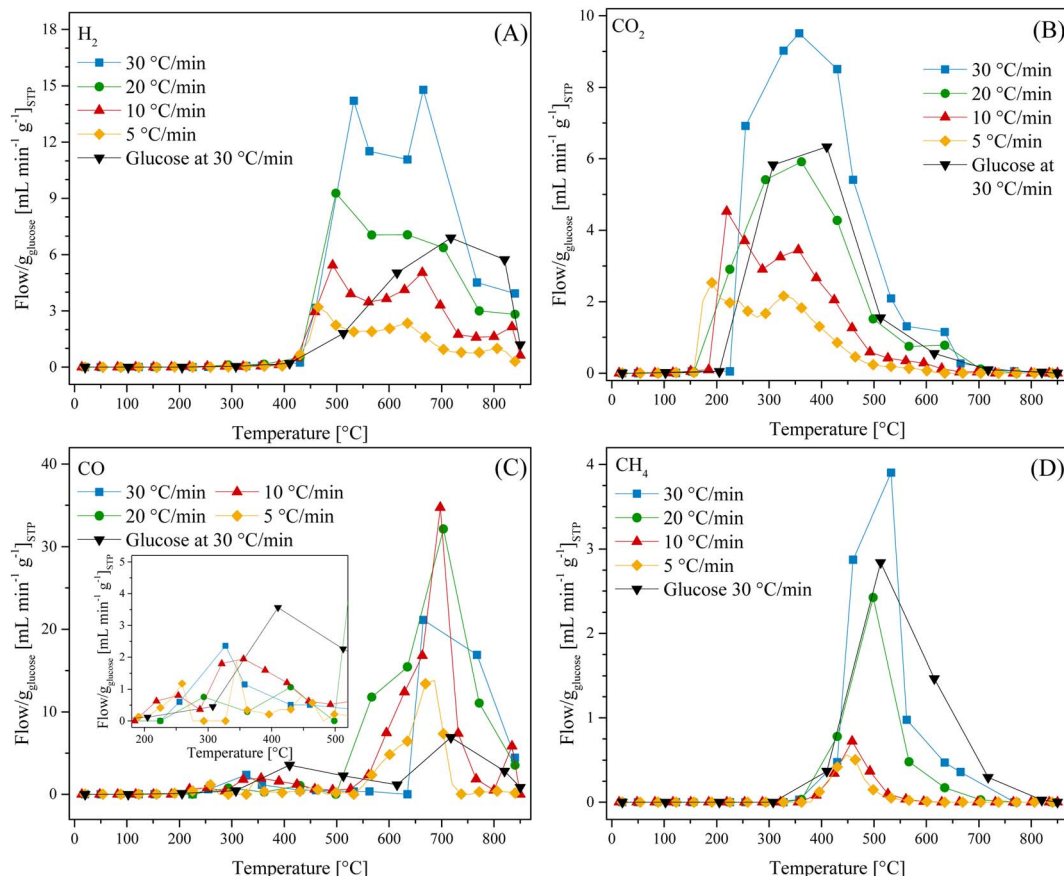 H2
(A)
30 °C/min
20 °C/min
10 °C/min
5 °C/min
Glucose at 30 °C/min
18
15
12
9
6
3
0
Flow/gglucose [mL min-1 g-1]STP
0 100 200 300 400 500 600 700 800
Temperature [°C]
CO2
(B)
30 °C/min
20 °C/min
10 °C/min
5 °C/min
Glucose at
30 °C/min
10
8
6
4
2
0
Flow/gglucose [mL min-1 g-1]STP
0 100 200 300 400 500 600 700 800
Temperature [°C]
CO
(C)
30 °C/min
10 °C/min
20 °C/min
5 °C/min
Glucose at 30 °C/min
40
30
20
10
0
Flow/gglucose [mL min-1 g-1]STP
5
4
3
2
1
0
Flow/gglucose [mL min-1 g-1]STP
200 300 400 500
Temperature [°C]
0 100 200 300 400 500 600 700 800
Temperature [°C]
CH4
(D)
30 °C/min
20 °C/min
10 °C/min
5 °C/min
Glucose 30 °C/min
4
3
2
1
0
Flow/gglucose [mL min-1 g-1]STP
0 100 200 300 400 500 600 700 800
Temperature [°C]